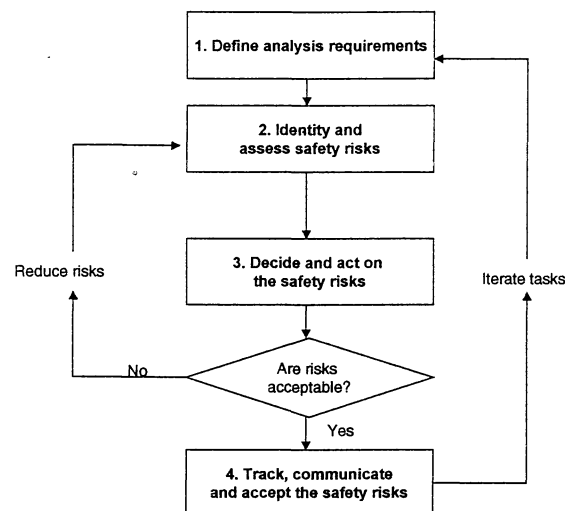 1. Define analysis requirements
2. Identity and
assess safety risks
3. Decide and act on
the safety risks
Reduce risks
Iterate tasks
Are risks
acceptable?
No
Yes
4. Track, communicate
and accept the safety risks